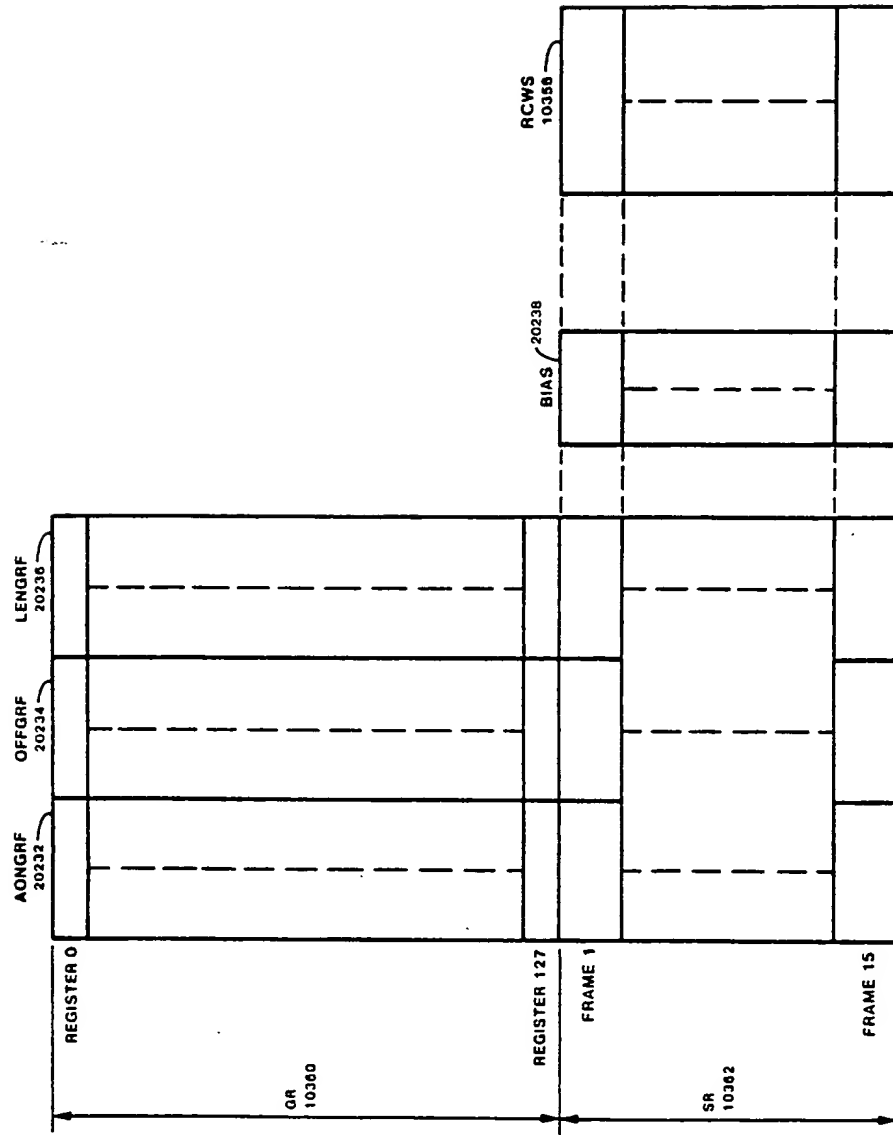 AONGRF
20232
OFFGRF
20234
LENGRF
20236
REGISTER 0
GR
10360
REGISTER 127
BIAS
20238
RCWS
10358
FRAME 1
SR
10362
FRAME 15